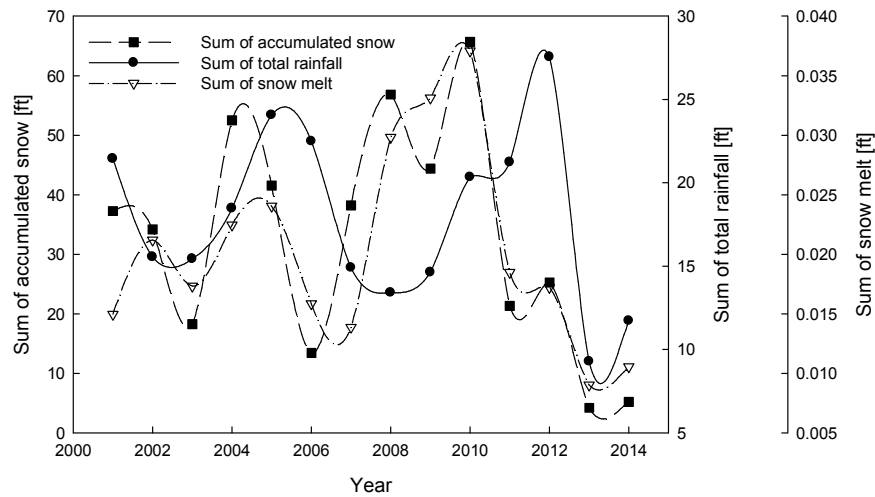 70
60
50
40
30
20
10
0
Sum of accumulated snow [ft]
Sum of accumulated snow
Sum of total rainfall
Sum of snow melt
30
25
20
15
10
5
Sum of total rainfall [ft]
0.040
0.035
0.030
0.025
0.020
0.015
0.010
0.005
Sum of snow melt [ft]
2000 2002 2004 2006 2008 2010 2012 2014
Year